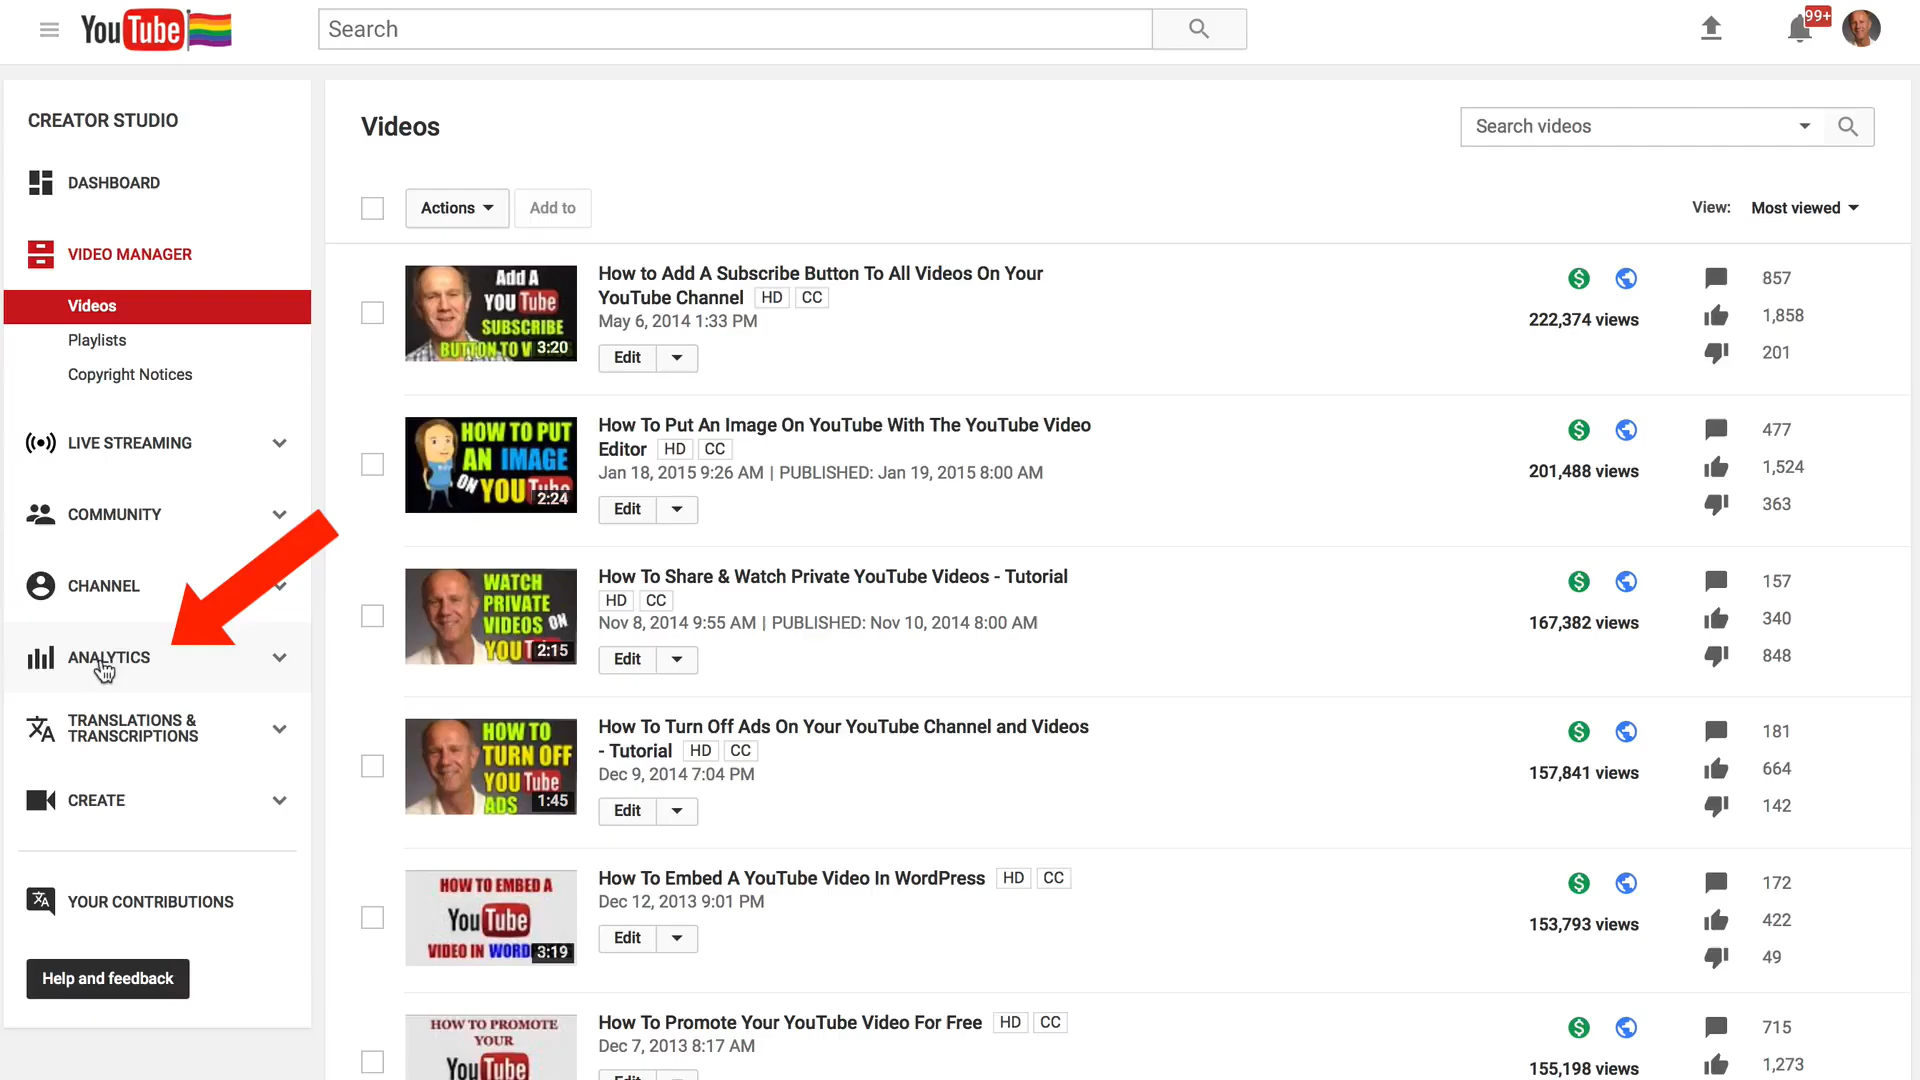 YouTube
Search
99+
CREATOR STUDIO
DASHBOARD
VIDEO MANAGER
Videos
Playlists
Copyright Notices
LIVE STREAMING
COMMUNITY
CHANNEL
ANALYTICS
TRANSLATIONS &
TRANSCRIPTIONS
CREATE
YOUR CONTRIBUTIONS
Help and feedback
Videos
Search videos
Actions
Add to
View: Most viewed
Add A
YOU Tube
SUBSCRIBE
BUTTON TO V
3:20
How to Add A Subscribe Button To All Videos On Your
YouTube Channel HD CC
May 6, 2014 1:33 PM
Edit
222,374 views
857
1,858
201
HOW TO PUT
AN IMAGE
ON YOUTube
2:24
How To Put An Image On YouTube With The YouTube Video
Editor HD CC
Jan 18, 2015 9:26 AM | PUBLISHED: Jan 19, 2015 8:00 AM
Edit
201,488 views
477
1,524
363
WATCH
PRIVATE
VIDEOS ON
YOUT
2:15
How To Share & Watch Private YouTube Videos - Tutorial
HD CC
Nov 8, 2014 9:55 AM | PUBLISHED: Nov 10, 2014 8:00 AM
Edit
167,382 views
157
340
848
HOW TO
TURN OFF
YOU Tube
ADS
1:45
How To Turn Off Ads On Your YouTube Channel and Videos
- Tutorial HD CC
Dec 9, 2014 7:04 PM
Edit
157,841 views
181
664
142
HOW TO EMBED A
YouTube
VIDEO IN WORD
3:19
How To Embed A YouTube Video In WordPress HD CC
Dec 12, 2013 9:01 PM
Edit
153,793 views
172
422
49
HOW TO PROMOTE
YOUR
YouTube
How To Promote Your YouTube Video For Free HD CC
Dec 7, 2013 8:17 AM
Edit
155,198 views
715
1,273